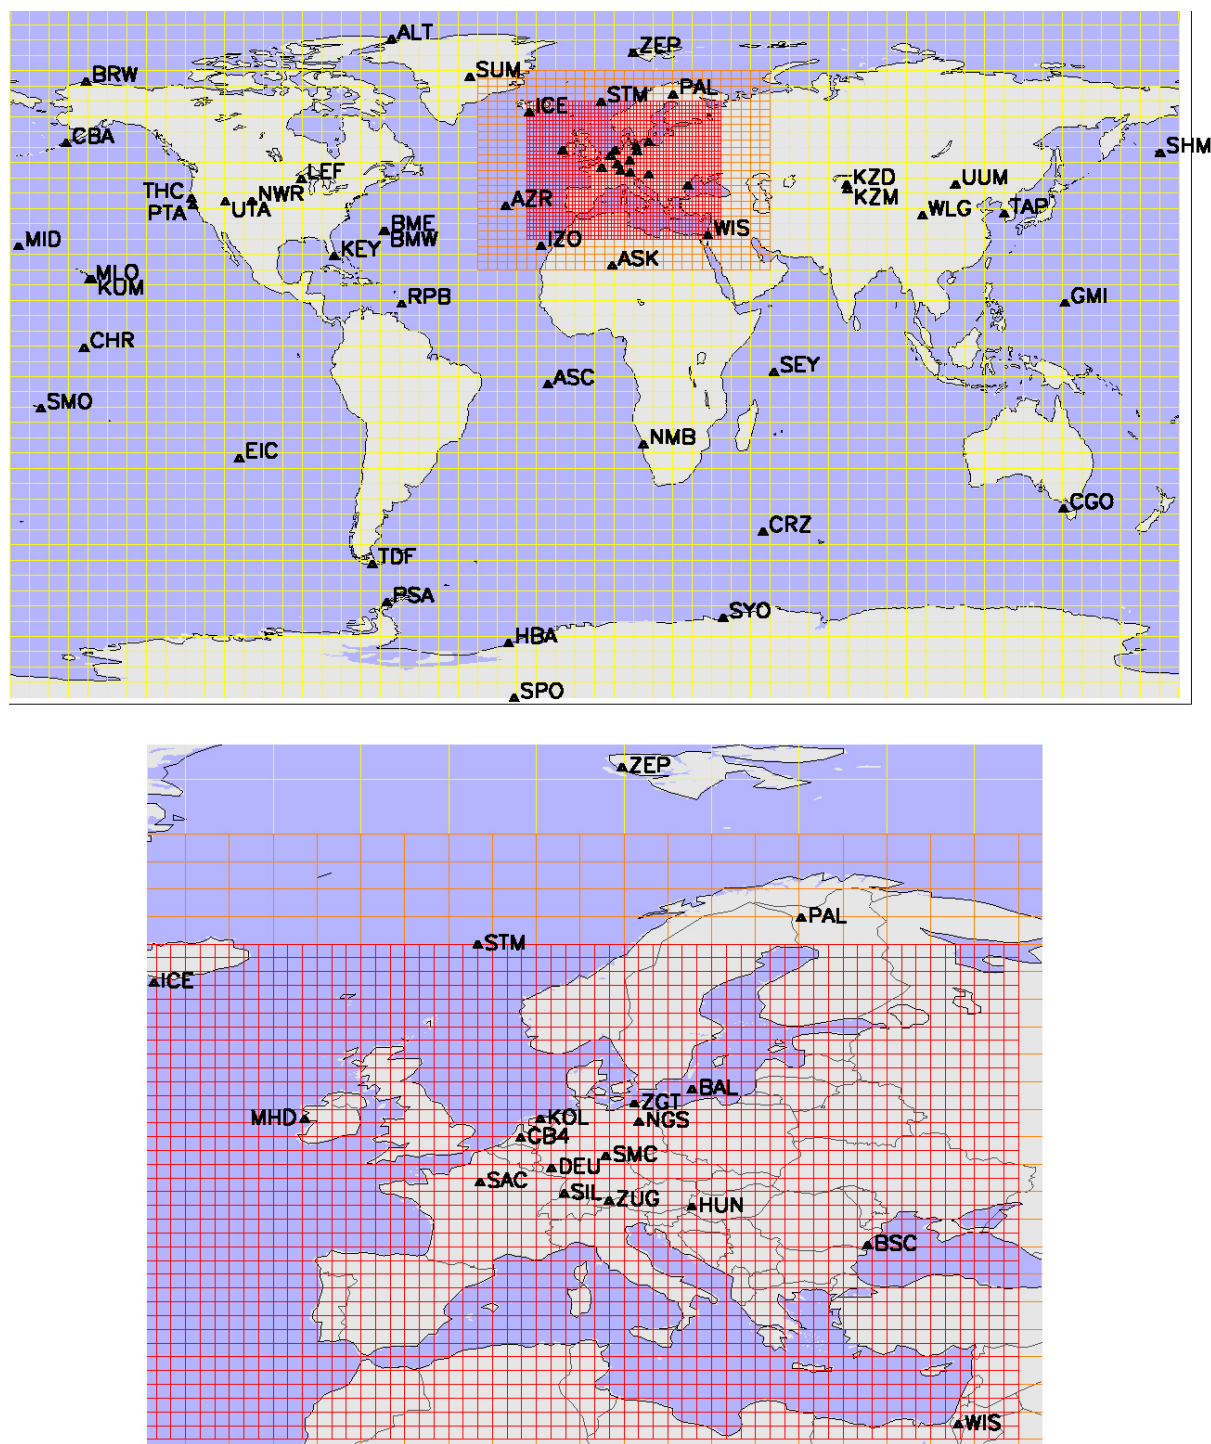 ALT
ZEP
BRW
SUM
PAL
STM
ICE
CBA
SHM
LEF
KZD
UUM
THC
NWR
KZM
PTA
UTA
AZR
WLG
TAP
BME
WIS
BMW
MID
KEY
IZO
ASK
MLO
KUM
RPB
GMI
CHR
SEY
ASC
SMO
NMB
EIC
CGO
CRZ
TDF
PSA
SYO
HBA
SPO
ZEP
PAL
STM
ICE
BAL
ZGT
MHD
KOL
NGS
CB4
SMC
DEU
SAC
SIL
ZUG
HUN
BSC
WIS